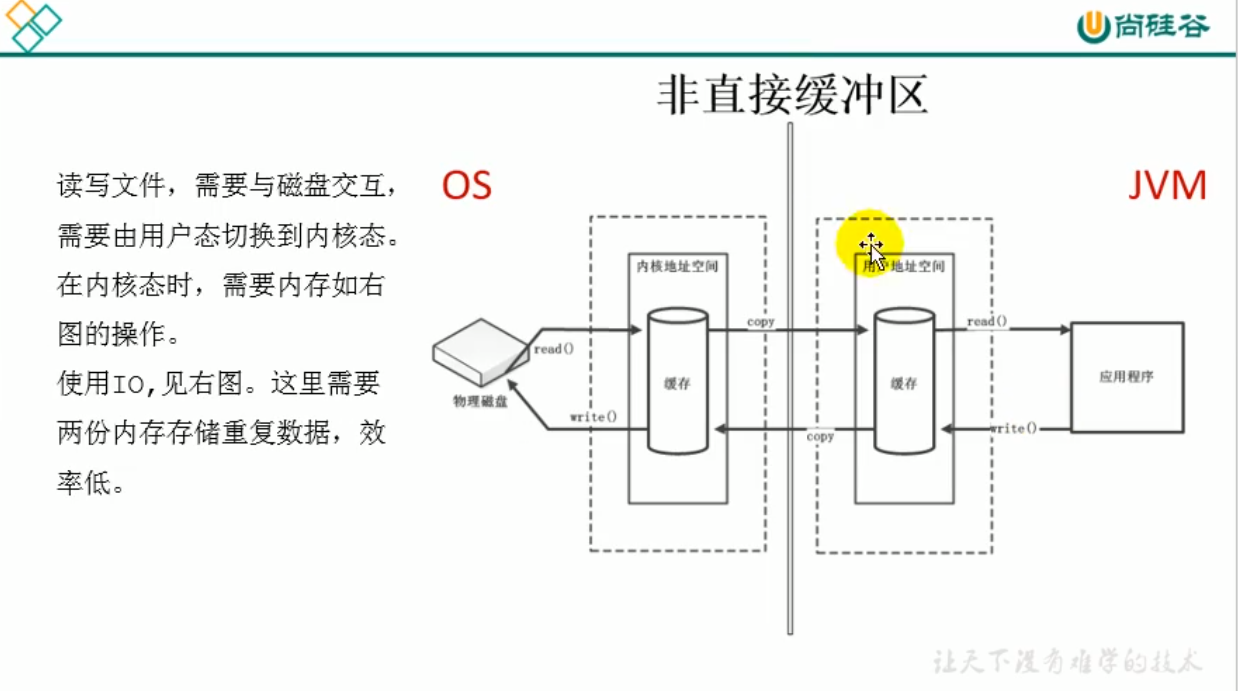 尚硅谷
非直接缓冲区
读写文件，需要与磁盘交互，
需要由用户态切换到内核态。
在内核态时，需要内存如右
图的操作。
使用IO,见右图。这里需要
两份内存存储重复数据，效
率低。
OS
JVM
内核地址空间
用户地址空间
copy
read()
read()
缓存
缓存
应用程序
物理磁盘
write()
copy
write()
让天下没有难学的技术